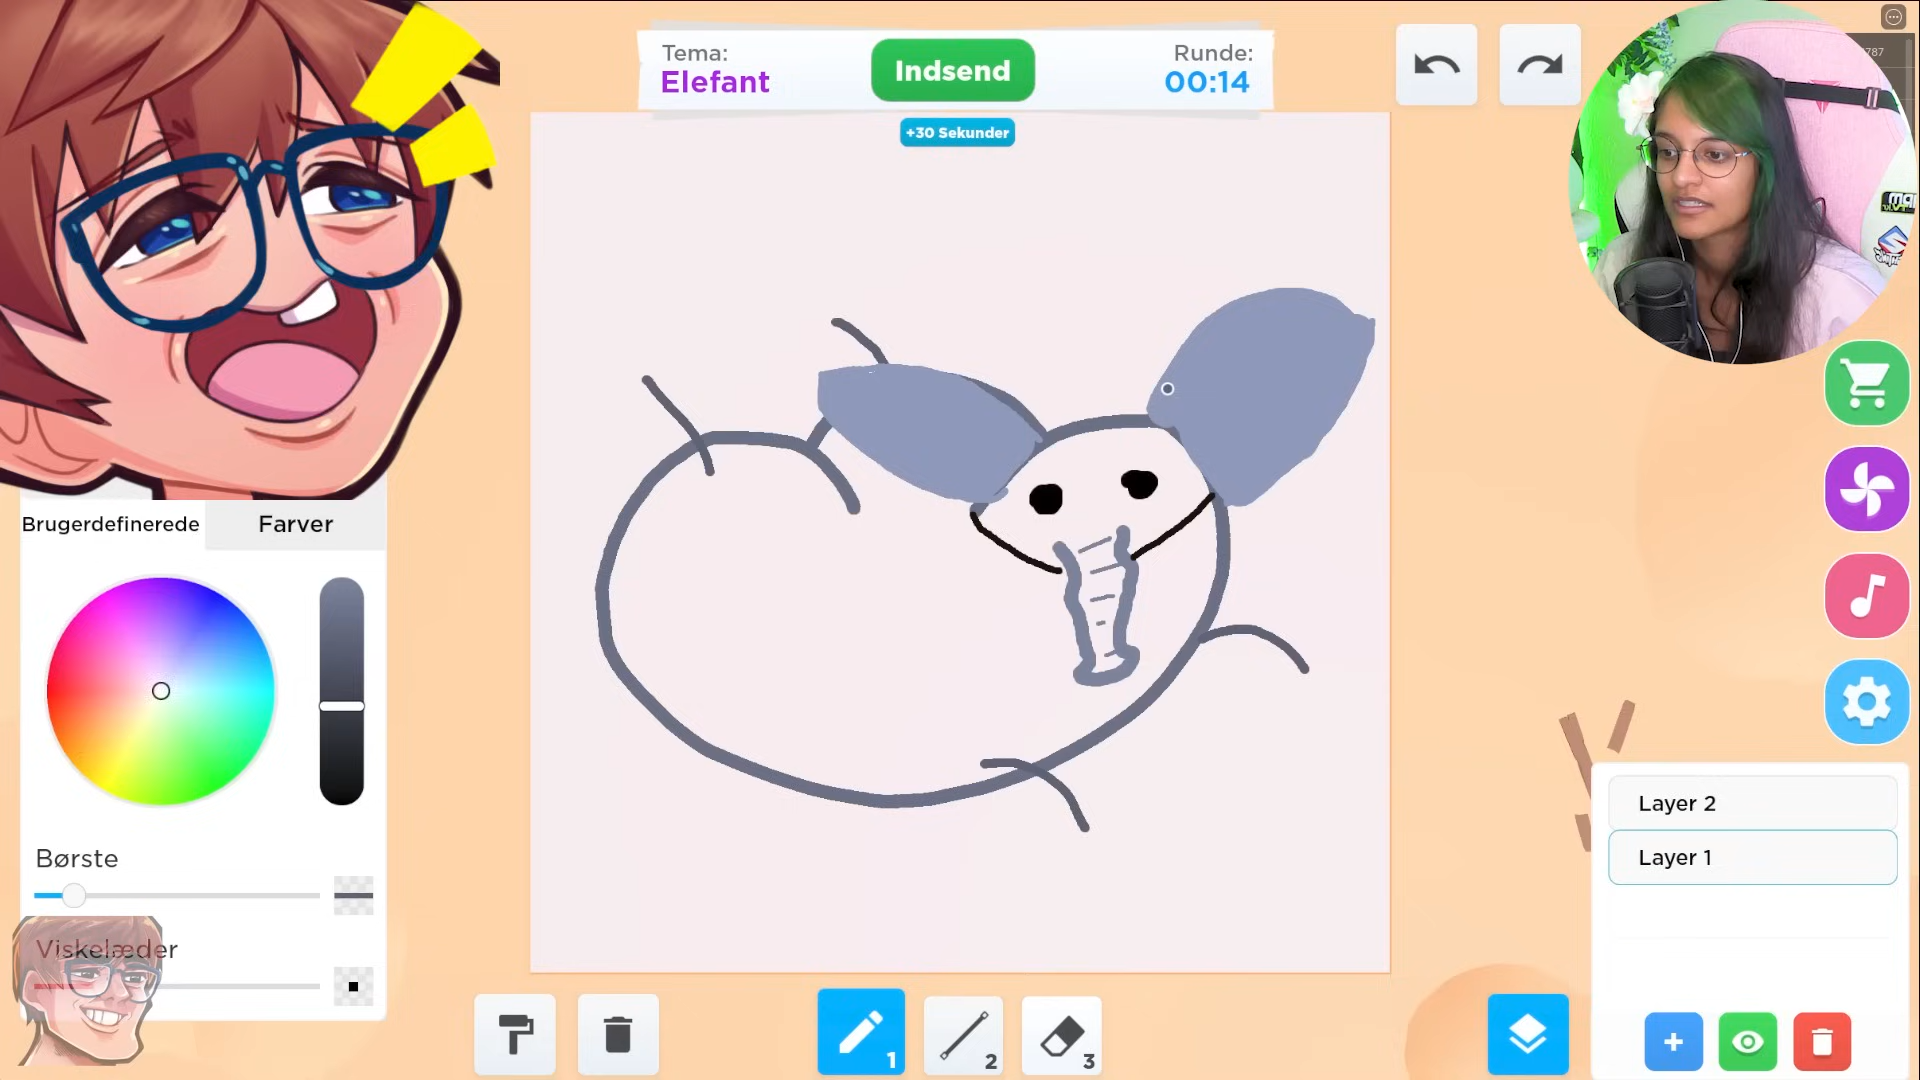 Tema:
Elefant
Indsend
Runde:
00:14
+30 Sekunder
787
Brugerdefinerede
Farver
Børste
Viskelæder
1
2
3
Layer 2
Layer 1